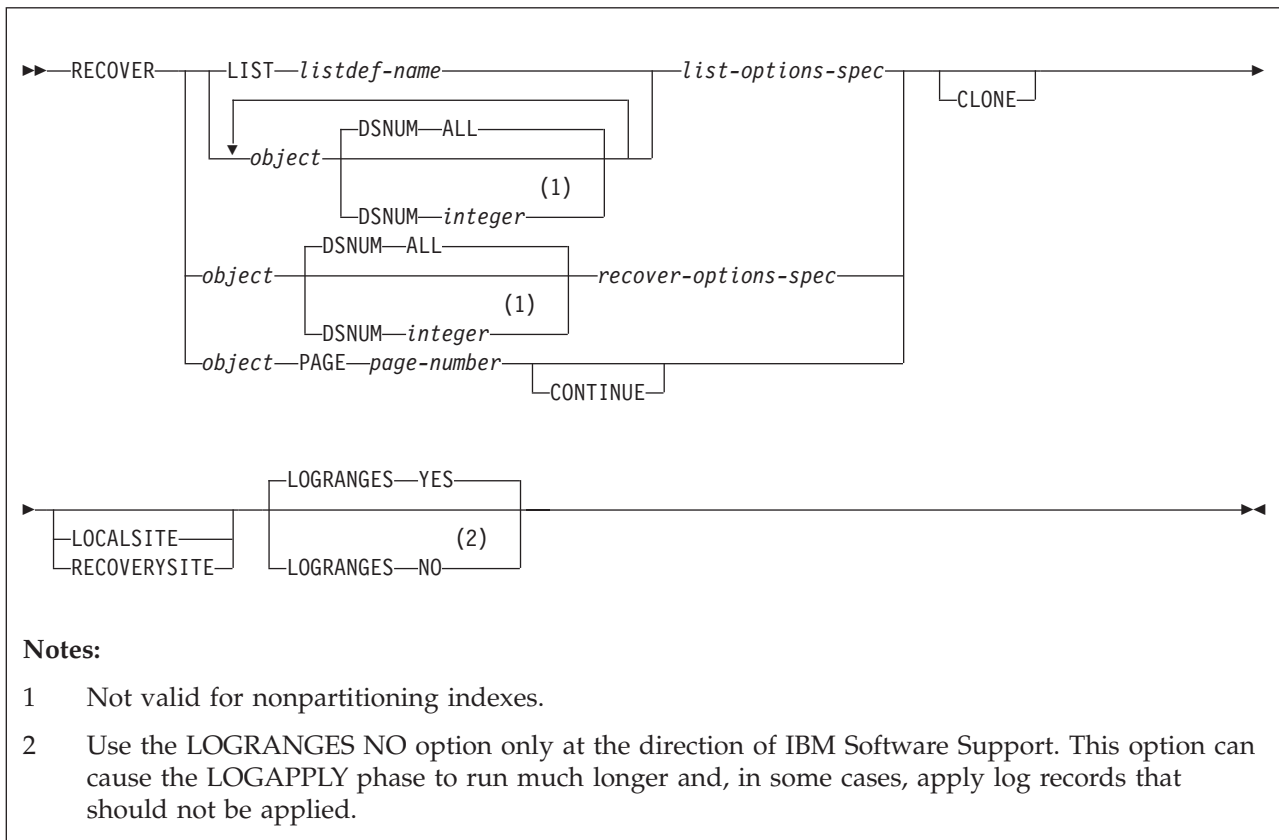 RECOVER LIST listdef-name list-options-spec
CLONE
DSNUM ALL
object
(1)
DSNUM integer
DSNUM ALL
object recover-options-spec
(1)
DSNUM integer
object PAGE page-number
CONTINUE
LOGRANGES YES
LOCALSITE (2)
RECOVERYSITE LOGRANGES NO
Notes:
1 Not valid for nonpartitioning indexes.
2 Use the LOGRANGES NO option only at the direction of IBM Software Support. This option can
cause the LOGAPPLY phase to run much longer and, in some cases, apply log records that
should not be applied.